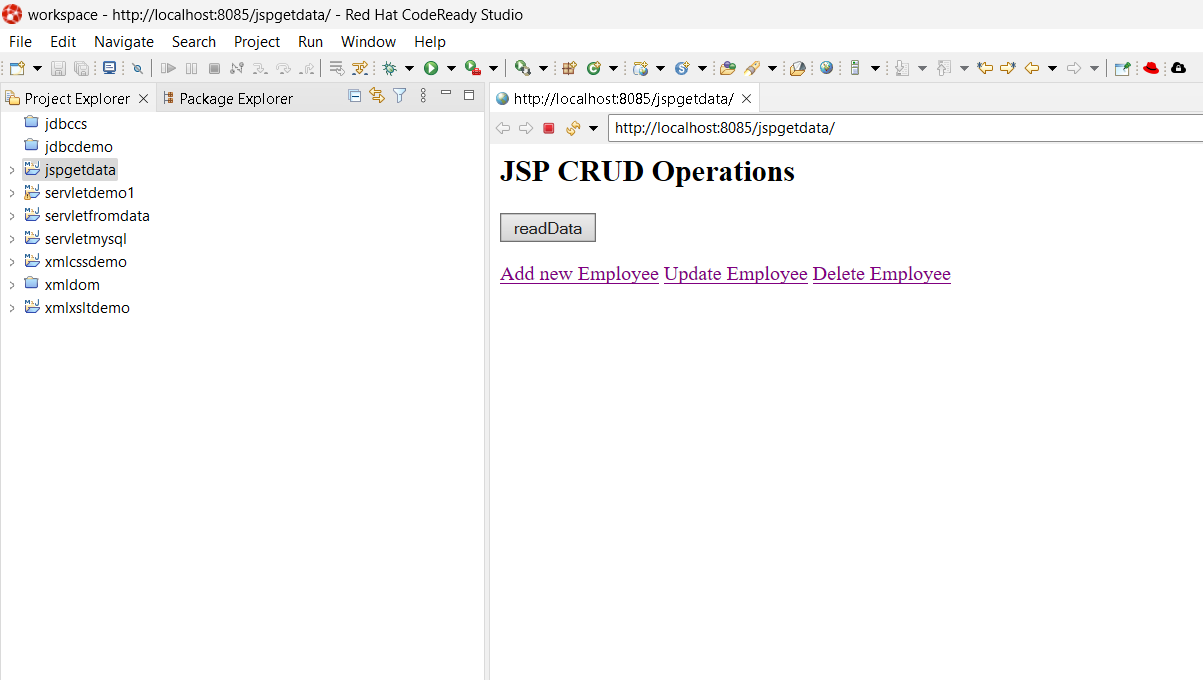 workspace - http://localhost:8085/jspgetdata/ - Red Hat CodeReady Studio
File Edit Navigate Search Project Run Window Help
Project Explorer Package Explorer
jdbccs
jdbcdemo
jspgetdata
servletdemo1
servletfromdata
servletmysql
xmlcssdemo
xmldom
xmlxsltdemo
http://localhost:8085/jspgetdata/
http://localhost:8085/jspgetdata/
JSP CRUD Operations
readData
Add new Employee Update Employee Delete Employee